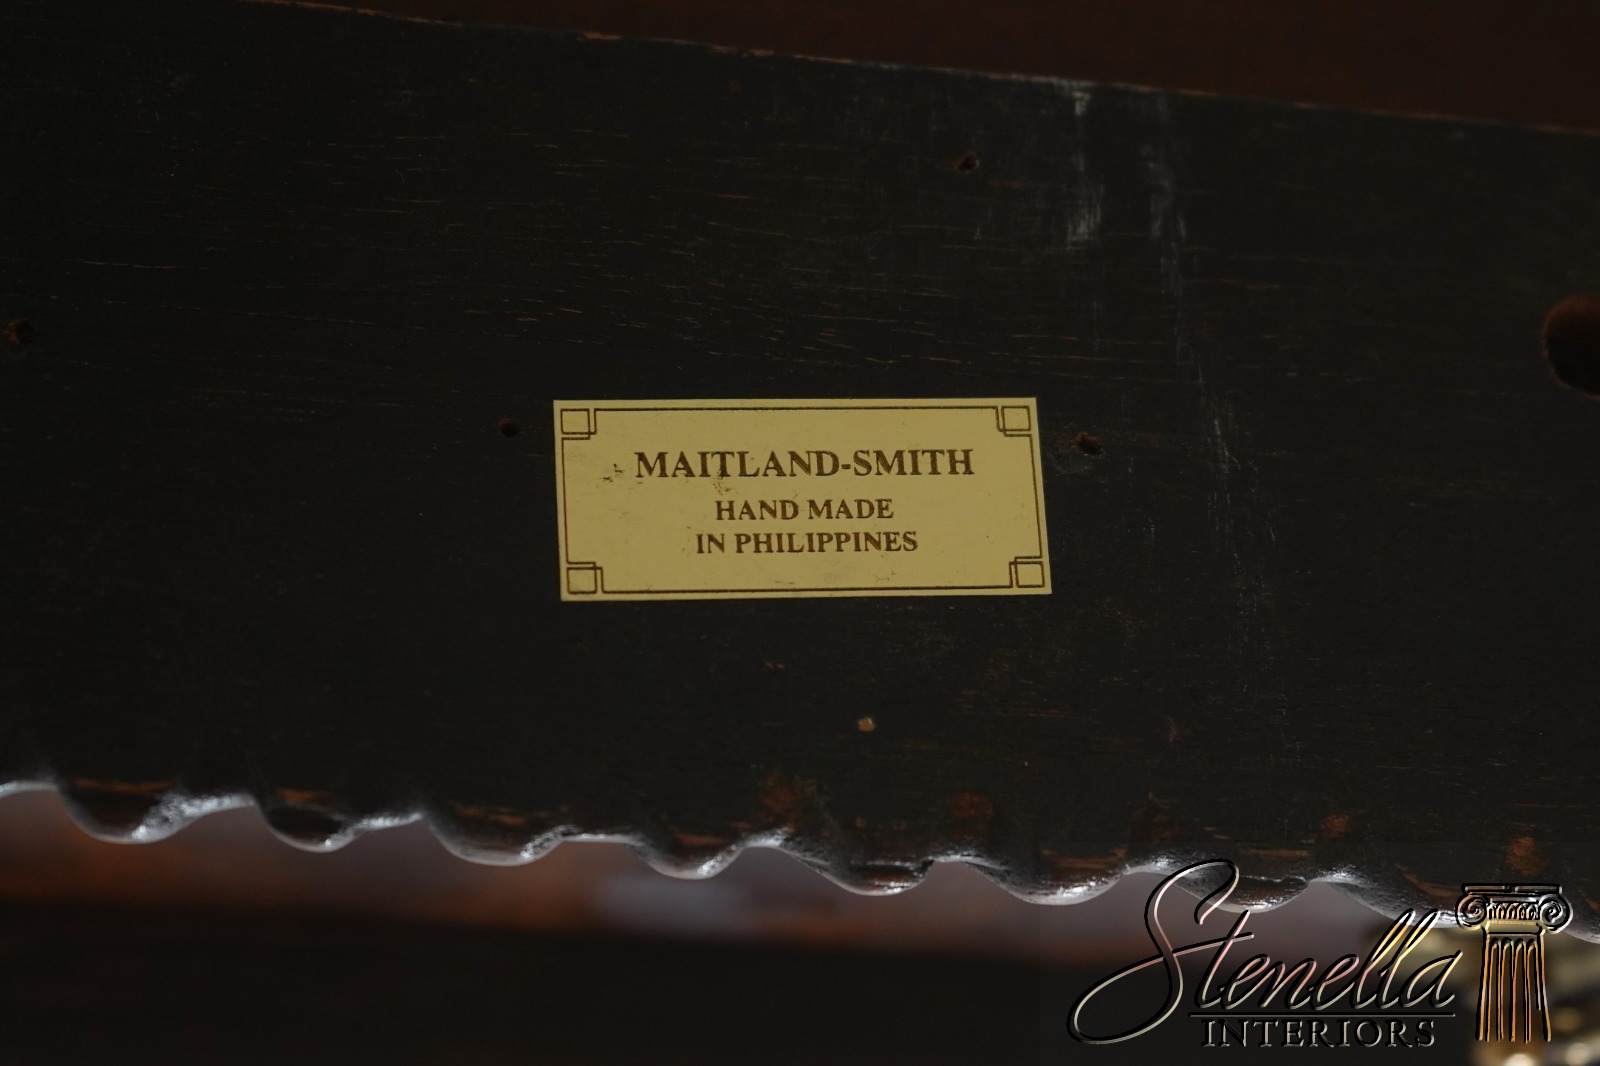 MAITLAND-SMITH
HAND MADE
IN PHILIPPINES
Stenella
INTERIORS